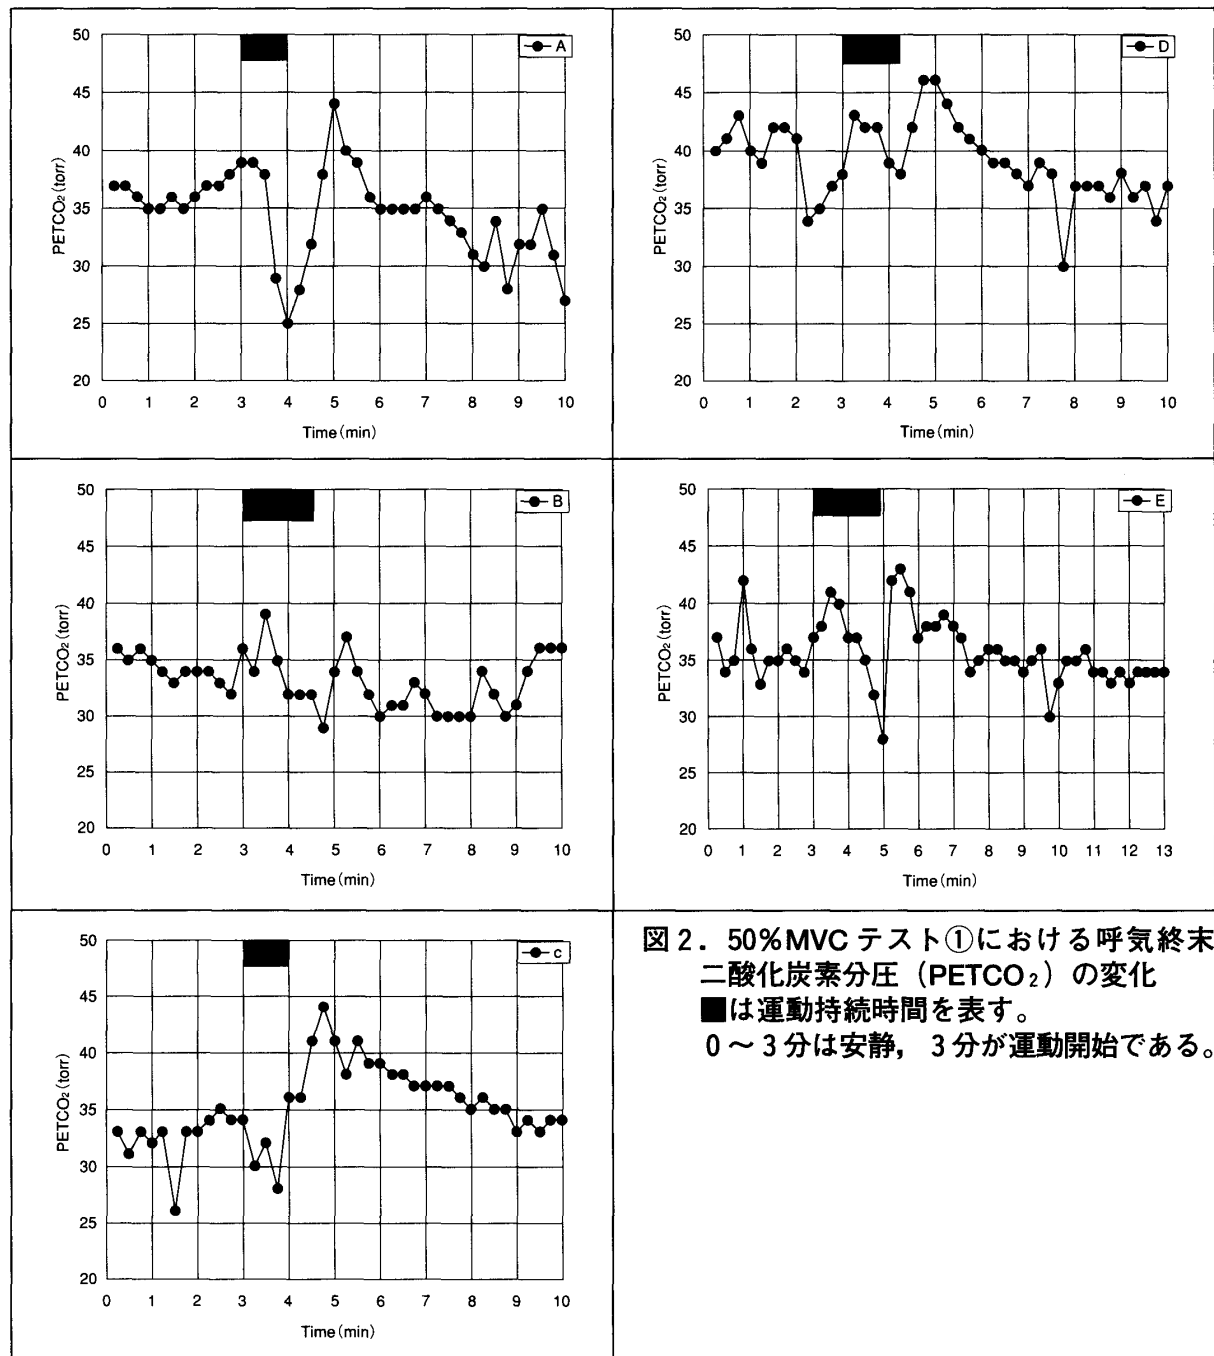 50
45
40
35
30
25
20
PETCO₂(torr)
A
0 1 2 3 4 5 6 7 8 9 10
Time(min)
50
45
40
35
30
25
20
PETCO₂(torr)
D
0 1 2 3 4 5 6 7 8 9 10
Time(min)
50
45
40
35
30
25
20
PETCO₂(torr)
B
0 1 2 3 4 5 6 7 8 9 10
Time(min)
50
45
40
35
30
25
20
PETCO₂(torr)
E
0 1 2 3 4 5 6 7 8 9 10 11 12 13
Time(min)
50
45
40
35
30
25
20
PETCO₂(torr)
c
0 1 2 3 4 5 6 7 8 9 10
Time(min)
図2．50%MVCテスト①における呼気終末
二酸化炭素分圧（PETCO₂）の変化
■は運動持続時間を表す。
0～3分は安静，3分が運動開始である。